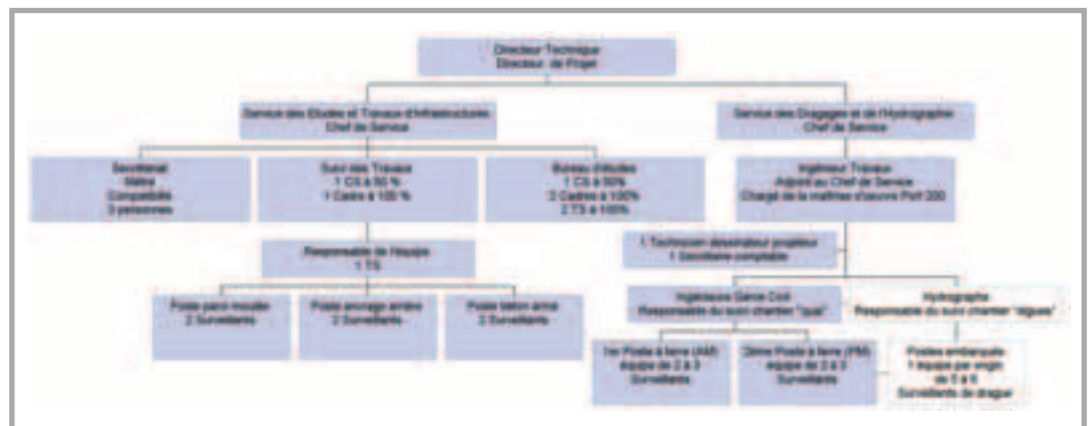 Directeur Technique
Directeur de Projet
Service des Etudes et Travaux d'Infrastructures
Chef de Service
Service des Dragages et de l'Hydrographie
Chef de Service
Secrétariat
Métré
Comptabilité
3 personnes
Suivi des Travaux
1 CS à 50 %
1 Cadre à 100 %
Bureau d'études
1 CS à 50%
2 Cadres à 100%
2 TS à 100%
Ingénieur Travaux
Adjoint au Chef de Service
Chargé de la maîtrise d'oeuvre Port 2000
1 Technicien dessinateur projeteur
1 Secrétaire comptable
Responsable de l'équipe
1 TS
Poste paroi moulée
2 Surveillants
Poste ancrage arrière
2 Surveillants
Poste béton armé
2 Surveillants
Ingénieure Génie Civil
Responsable du suivi chantier "quai"
Hydrographe
Responsable du suivi chantier "digues"
1er Poste à terre (AM)
équipe de 2 à 3
Surveillants
2ème Poste à terre (PM)
équipe de 2 à 3
Surveillants
Postes embarqués
1 équipe par engin
de 5 à 6
Surveillants de drague